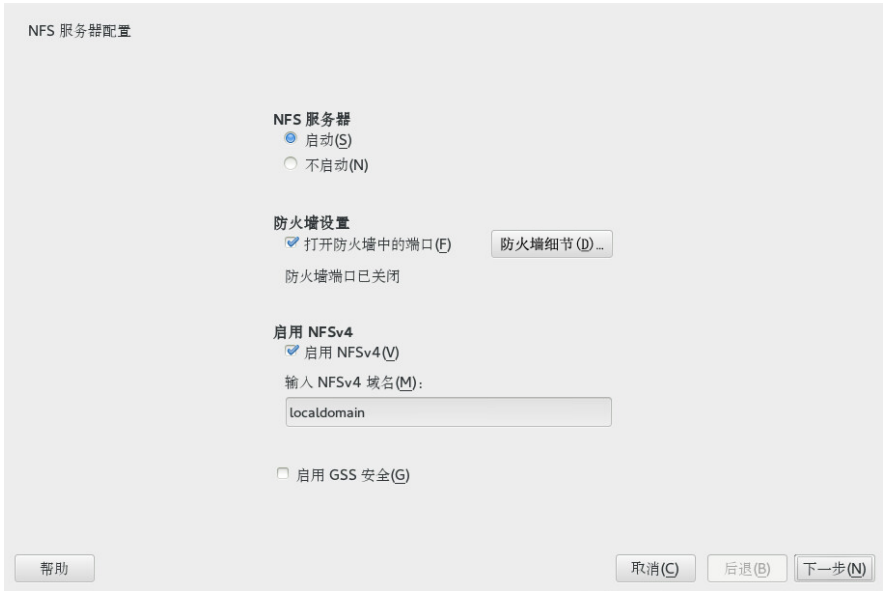 NFS 服务器配置
NFS 服务器
启动(S)
不启动(N)
防火墙设置
打开防火墙中的端口(F) 防火墙细节(D)...
防火墙端口已关闭
启用 NFSv4
启用 NFSv4(V)
输入 NFSv4 域名(M)：
localdomain
启用 GSS 安全(G)
帮助 取消(C) 后退(B) 下一步(N)